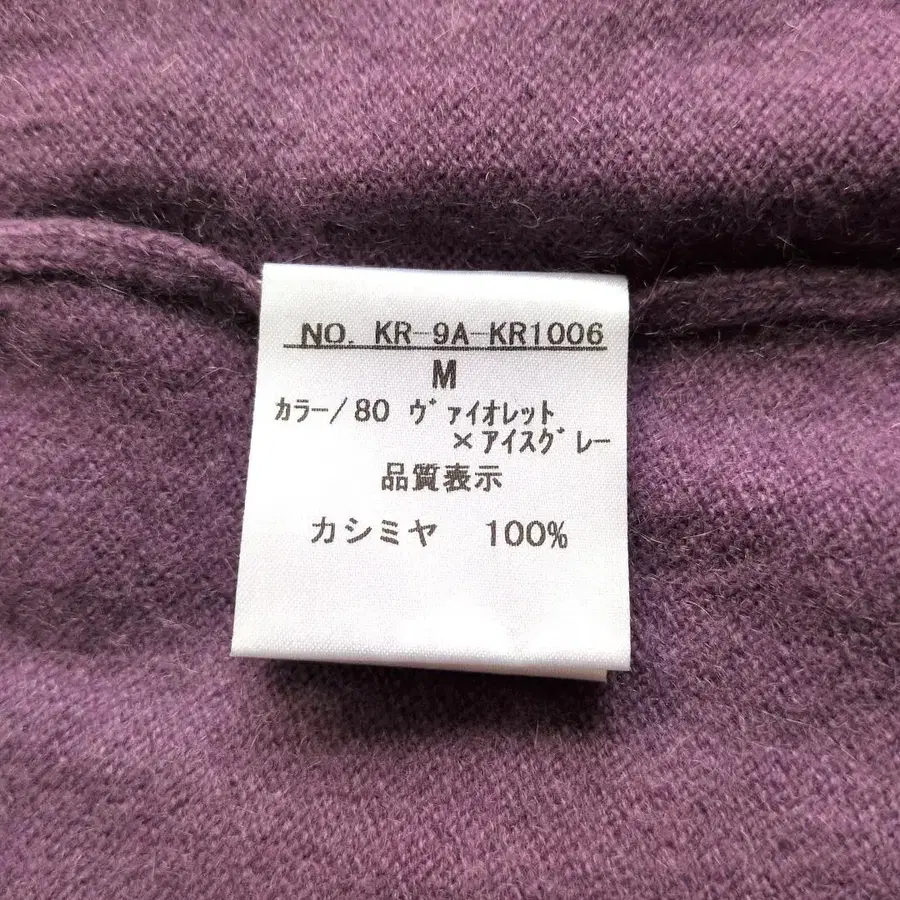 NO. KR-9A-KR1006
M
カラー/80 ヴァイオレット
×アイスグレー
品質表示
カシミヤ 100%